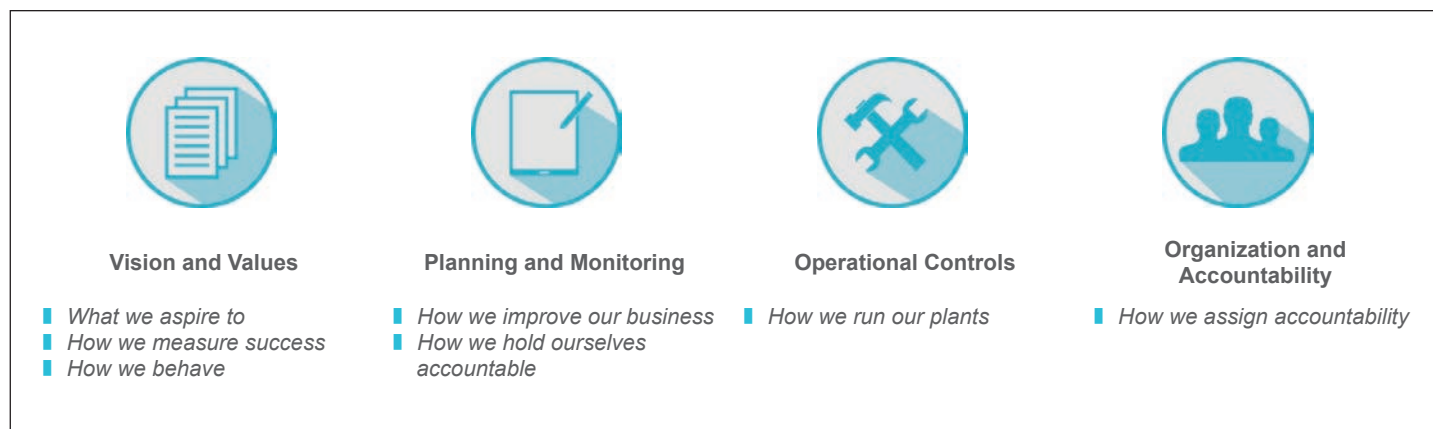 Vision and Values
What we aspire to
How we measure success
How we behave
Planning and Monitoring
How we improve our business
How we hold ourselves
accountable
Operational Controls
How we run our plants
Organization and
Accountability
How we assign accountability